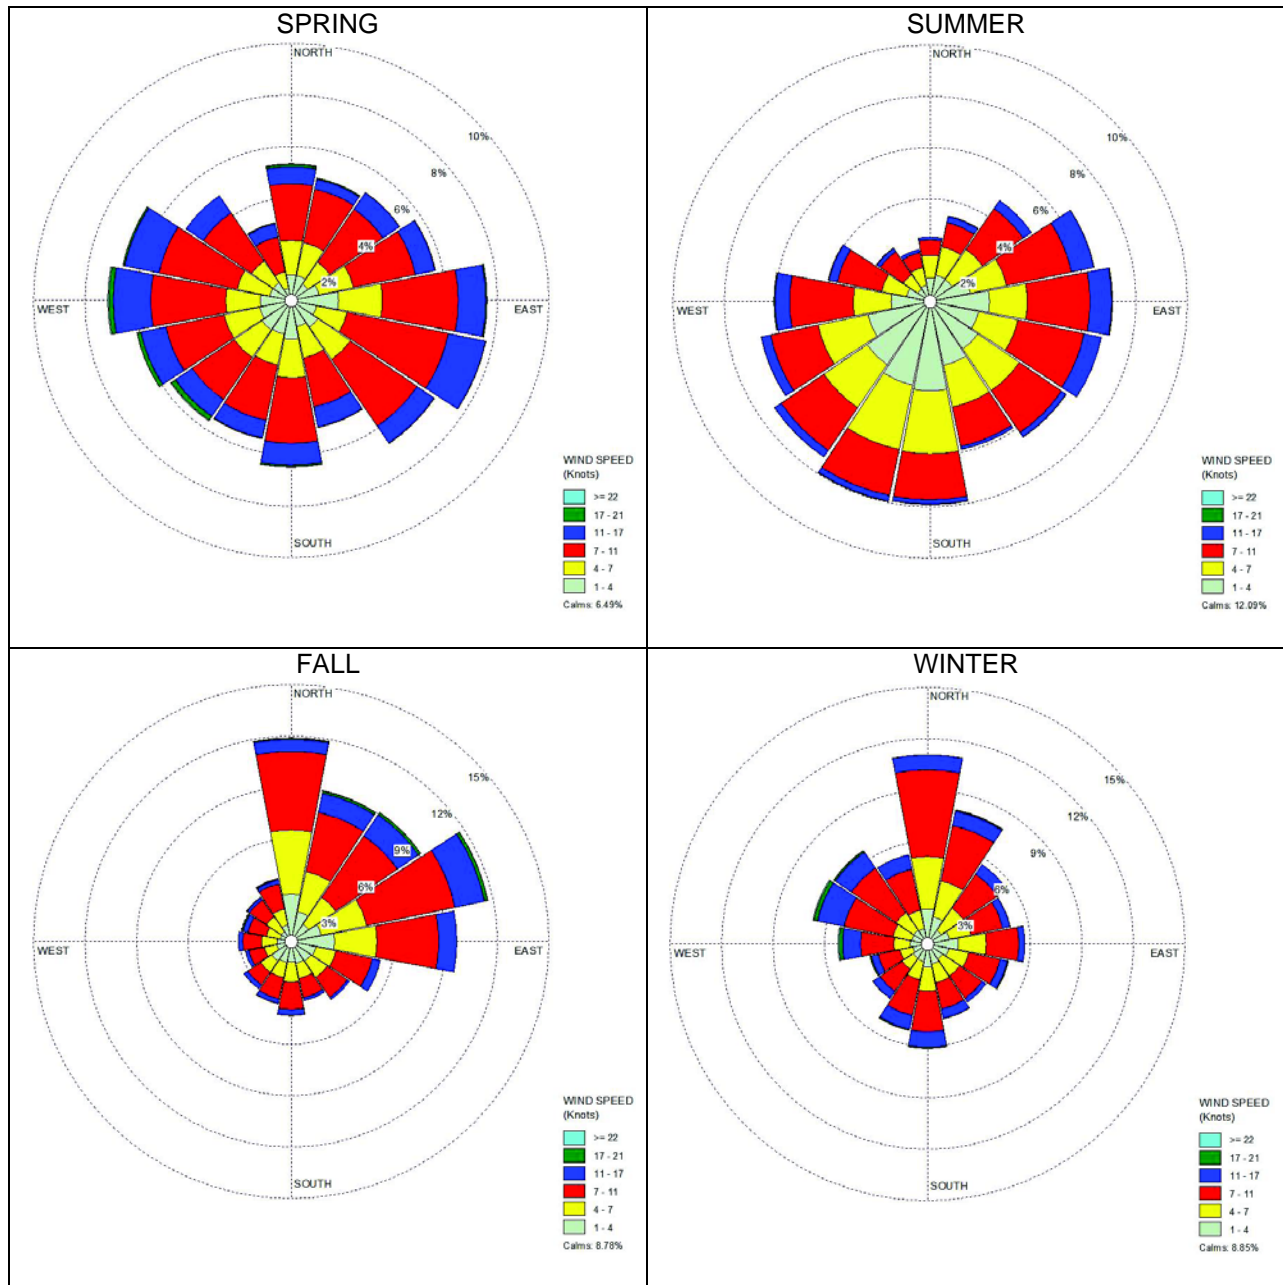 SPRING
NORTH
10%
8%
6%
4%
2%
WEST
EAST
SOUTH
WIND SPEED
(Knots)
>= 22
17 - 21
11 - 17
7 - 11
4 - 7
1 - 4
Calms: 6.49%
SUMMER
NORTH
10%
8%
6%
4%
2%
WEST
EAST
SOUTH
WIND SPEED
(Knots)
>= 22
17 - 21
11 - 17
7 - 11
4 - 7
1 - 4
Calms: 12.09%
FALL
NORTH
15%
12%
9%
6%
3%
WEST
EAST
SOUTH
WIND SPEED
(Knots)
>= 22
17 - 21
11 - 17
7 - 11
4 - 7
1 - 4
Calms: 8.78%
WINTER
NORTH
15%
12%
9%
6%
3%
WEST
EAST
SOUTH
WIND SPEED
(Knots)
>= 22
17 - 21
11 - 17
7 - 11
4 - 7
1 - 4
Calms: 8.85%